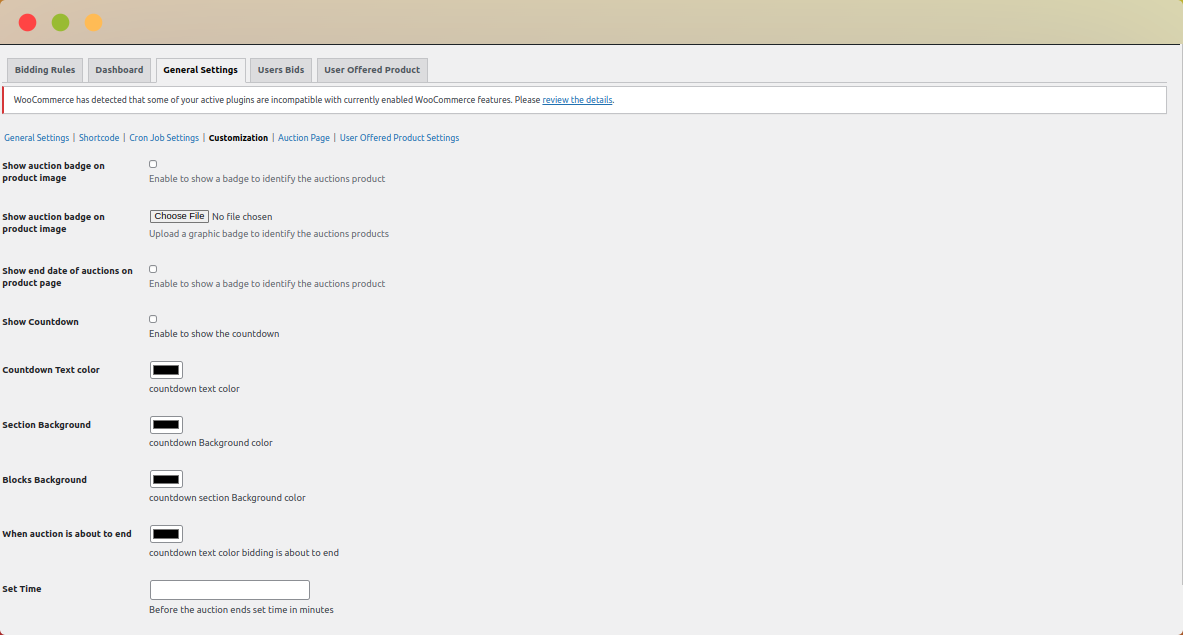 Bidding Rules Dashboard General Settings Users Bids User Offered Product
WooCommerce has detected that some of your active plugins are incompatible with currently enabled WooCommerce features. Please review the details.
General Settings | Shortcode | Cron Job Settings | Customization | Auction Page | User Offered Product Settings
Show auction badge on
product image
Enable to show a badge to identify the auctions product
Show auction badge on
product image
Choose File No file chosen
Upload a graphic badge to identify the auctions products
Show end date of auctions on
product page
Enable to show a badge to identify the auctions product
Show Countdown
Enable to show the countdown
Countdown Text color
countdown text color
Section Background
countdown Background color
Blocks Background
countdown section Background color
When auction is about to end
countdown text color bidding is about to end
Set Time
Before the auction ends set time in minutes